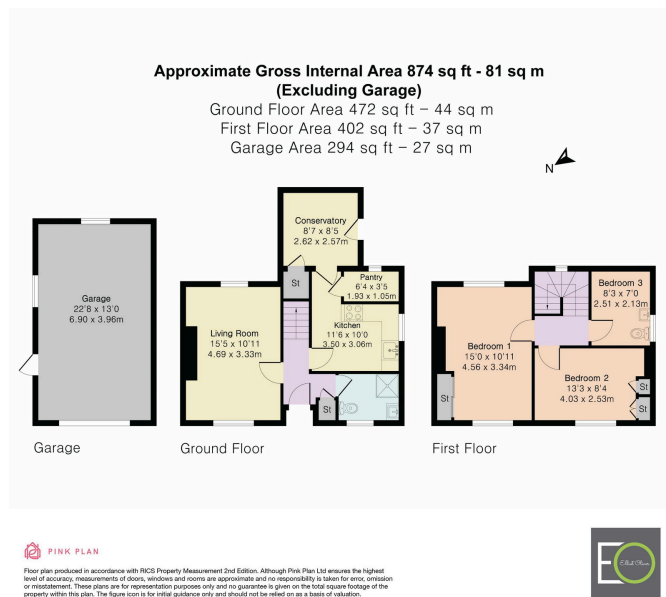 Approximate Gross Internal Area 874 sq ft - 81 sq m
(Excluding Garage)
Ground Floor Area 472 sq ft – 44 sq m
First Floor Area 402 sq ft – 37 sq m
Garage Area 294 sq ft – 27 sq m
N
Garage
22'8 x 13'0
6.90 x 3.96m
Garage
Conservatory
8'7 x 8'5
2.62 x 2.57m
St
Pantry
6'4 x 3'5
1.93 x 1.05m
Kitchen
11'6 x 10'0
3.50 x 3.06m
Living Room
15'5 x 10'11
4.69 x 3.33m
St
Ground Floor
Bedroom 3
8'3 x 7'0
2.51 x 2.13m
Bedroom 1
15'0 x 10'11
4.56 x 3.34m
Bedroom 2
13'3 x 8'4
4.03 x 2.53m
St
St
St
First Floor
PINK PLAN
Floor plan produced in accordance with RICS Property Measurement 2nd Edition. Although Pink Plan Ltd ensures the highest
level of accuracy, measurements of doors, windows and rooms are approximate and no responsibility is taken for error, omission
or misstatement. These plans are for representation purposes only and no guarantee is given on the total square footage of the
property within this plan. The figure icon is for initial guidance only and should not be relied on as a basis of valuation.
EO